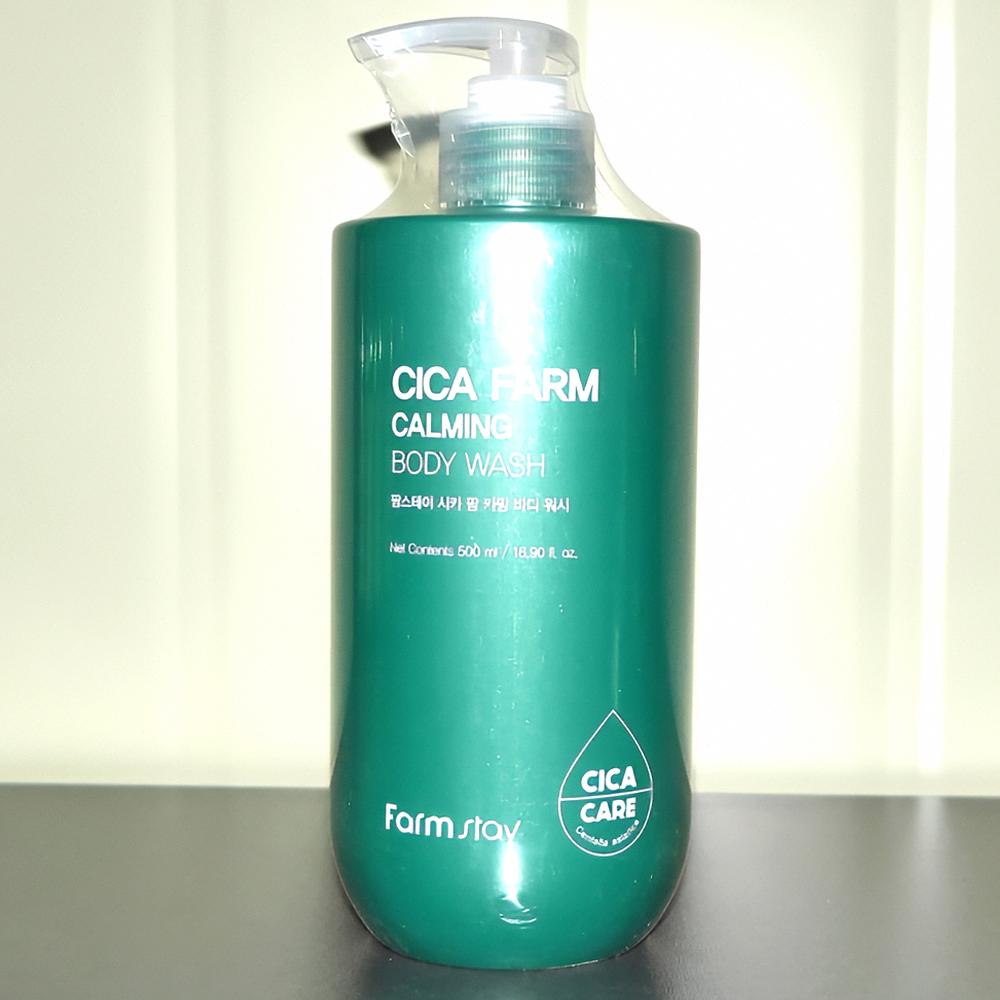 CICA FARM
CALMING
BODY WASH
팜스테이 시카 팜 카밍 바디 워시
Net Contents 500 ml / 16.90 fl. oz.
CICA
CARE
Centella asiatica
Farm stay